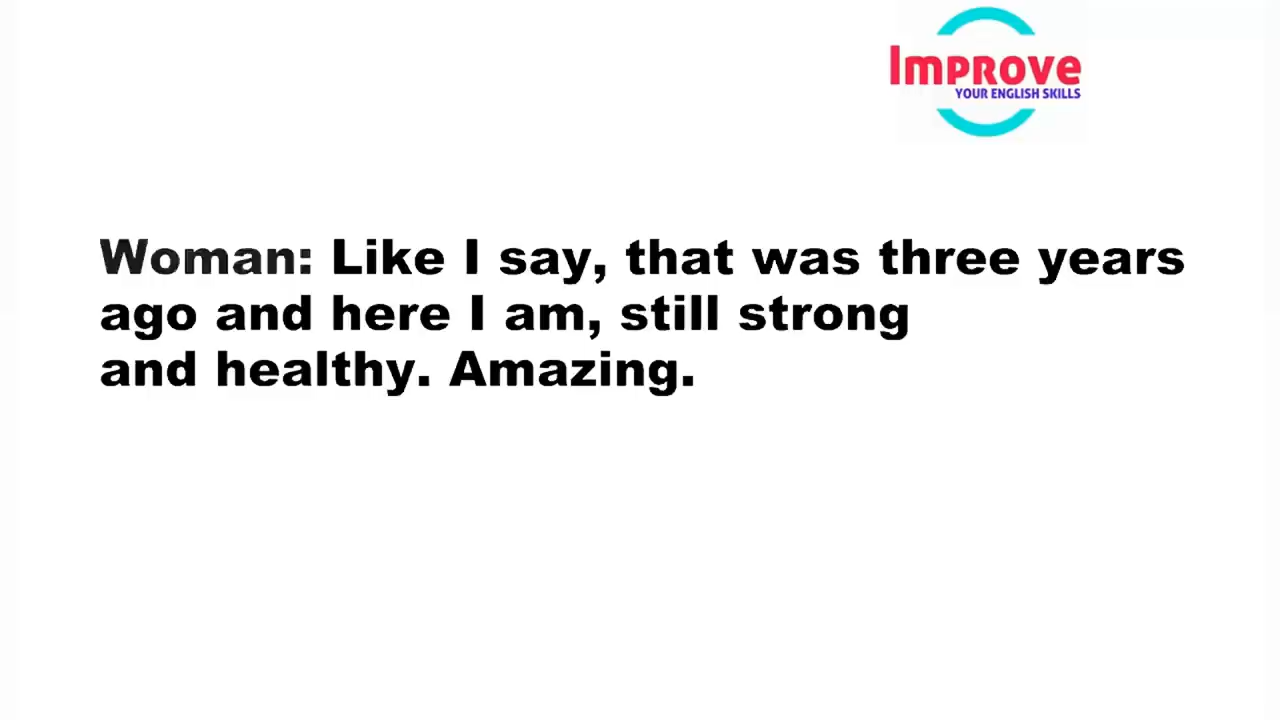 Improve
YOUR ENGLISH SKILLS
Woman: Like I say, that was three years
ago and here I am, still strong
and healthy. Amazing.